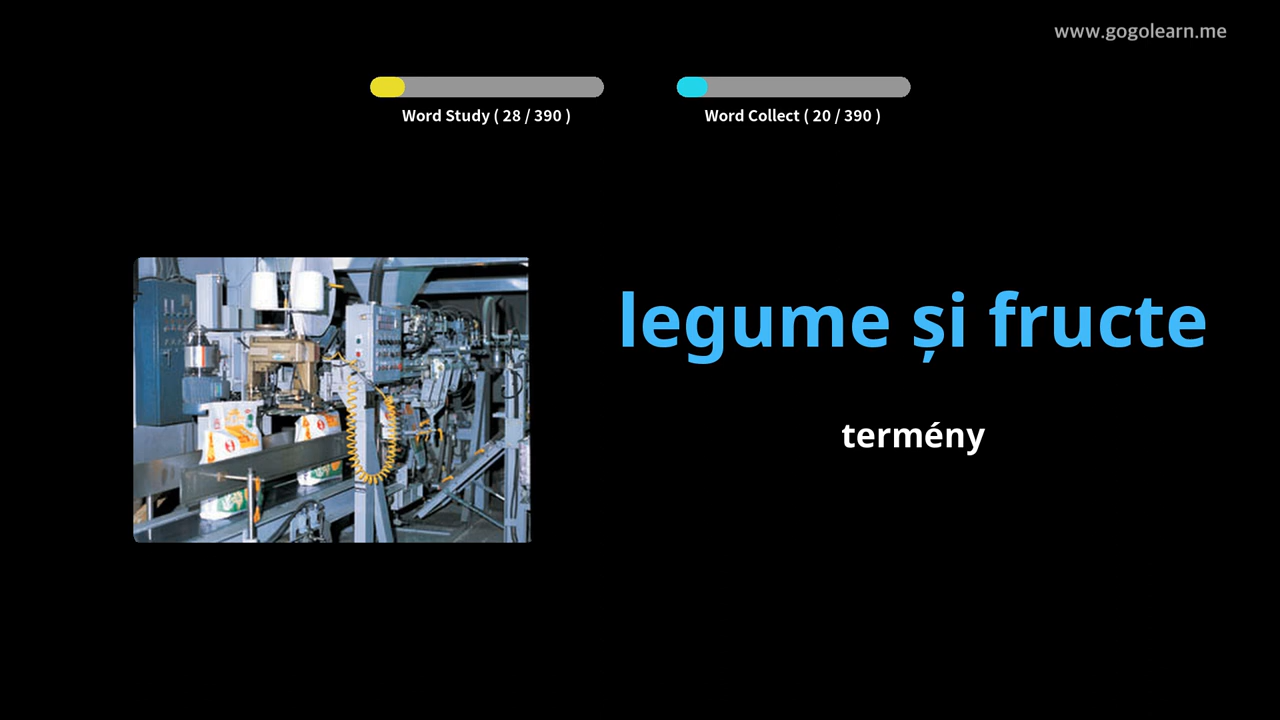 www.gogolearn.me
Word Study ( 28 / 390 )
Word Collect ( 20 / 390 )
legume și fructe
termény